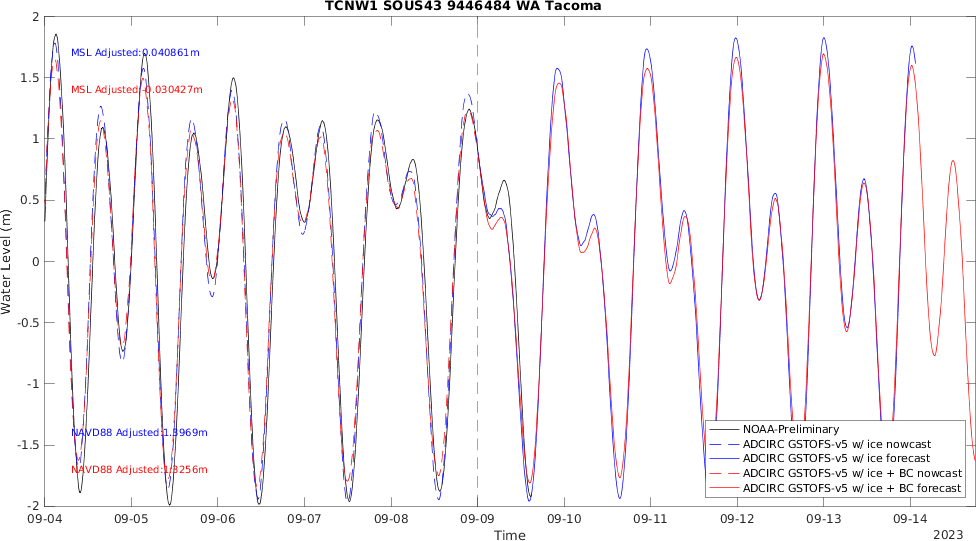 TCNW1 SOUS43 9446484 WA Tacoma
Water Level (m)
2
1.5
1
0.5
0
-0.5
-1
-1.5
-2
MSL Adjusted:0.040861m
MSL Adjusted:-0.030427m
NAVD88 Adjusted:1.3969m
NAVD88 Adjusted:1.3256m
NOAA-Preliminary
ADCIRC GSTOFS-v5 w/ ice nowcast
ADCIRC GSTOFS-v5 w/ ice forecast
ADCIRC GSTOFS-v5 w/ ice + BC nowcast
ADCIRC GSTOFS-v5 w/ ice + BC forecast
09-04 09-05 09-06 09-07 09-08 09-09 09-10 09-11 09-12 09-13 09-14
Time
2023